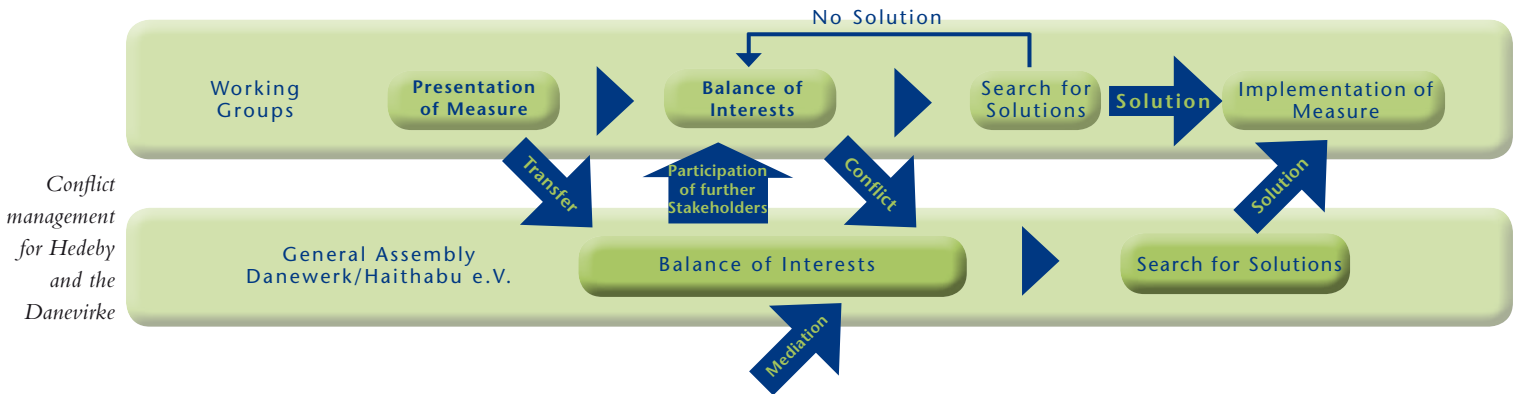 No Solution
Working
Groups
Presentation
of Measure
Balance of
Interests
Search for
Solutions
Solution
Implementation of
Measure
Transfer
Participation
of further
Stakeholders
Conflict
Solution
Conflict
management
for Hedeby
and the
Danevirke
General Assembly
Danewerk/Haithabu e.V.
Balance of Interests
Search for Solutions
Mediation